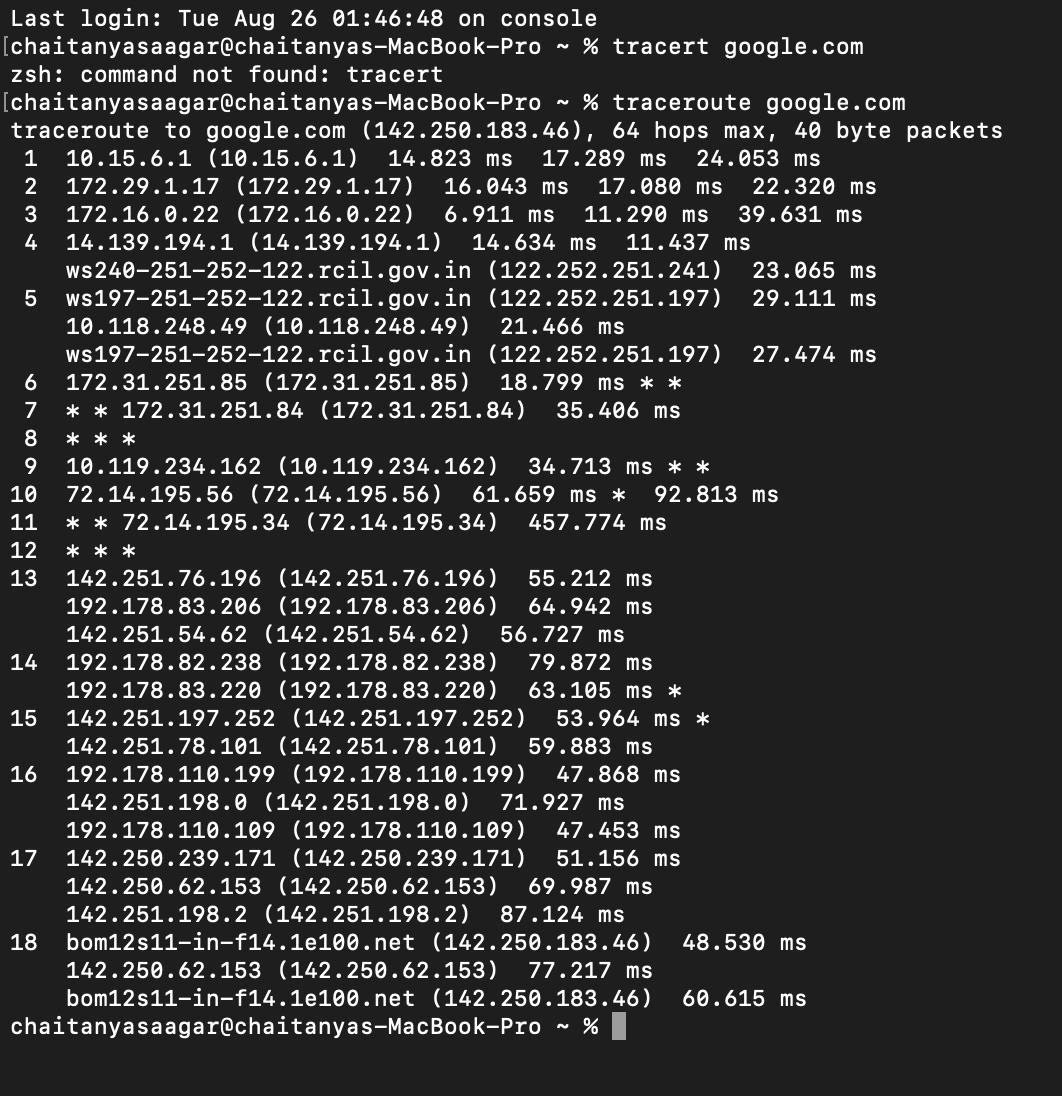 Last login: Tue Aug 26 01:46:48 on console
[chaitanyasaagar@chaitanyas-MacBook-Pro ~ % tracert google.com
zsh: command not found: tracert
[chaitanyasaagar@chaitanyas-MacBook-Pro ~ % traceroute google.com
traceroute to google.com (142.250.183.46), 64 hops max, 40 byte packets
 1  10.15.6.1 (10.15.6.1)  14.823 ms  17.289 ms  24.053 ms
 2  172.29.1.17 (172.29.1.17)  16.043 ms  17.080 ms  22.320 ms
 3  172.16.0.22 (172.16.0.22)  6.911 ms  11.290 ms  39.631 ms
 4  14.139.194.1 (14.139.194.1)  14.634 ms  11.437 ms
    ws240-251-252-122.rcil.gov.in (122.252.251.241)  23.065 ms
 5  ws197-251-252-122.rcil.gov.in (122.252.251.197)  29.111 ms
    10.118.248.49 (10.118.248.49)  21.466 ms
    ws197-251-252-122.rcil.gov.in (122.252.251.197)  27.474 ms
 6  172.31.251.85 (172.31.251.85)  18.799 ms * *
 7  * * 172.31.251.84 (172.31.251.84)  35.406 ms
 8  * * *
 9  10.119.234.162 (10.119.234.162)  34.713 ms * *
10  72.14.195.56 (72.14.195.56)  61.659 ms *  92.813 ms
11  * * 72.14.195.34 (72.14.195.34)  457.774 ms
12  * * *
13  142.251.76.196 (142.251.76.196)  55.212 ms
    192.178.83.206 (192.178.83.206)  64.942 ms
    142.251.54.62 (142.251.54.62)  56.727 ms
14  192.178.82.238 (192.178.82.238)  79.872 ms
    192.178.83.220 (192.178.83.220)  63.105 ms *
15  142.251.197.252 (142.251.197.252)  53.964 ms *
    142.251.78.101 (142.251.78.101)  59.883 ms
16  192.178.110.199 (192.178.110.199)  47.868 ms
    142.251.198.0 (142.251.198.0)  71.927 ms
    192.178.110.109 (192.178.110.109)  47.453 ms
17  142.250.239.171 (142.250.239.171)  51.156 ms
    142.250.62.153 (142.250.62.153)  69.987 ms
    142.251.198.2 (142.251.198.2)  87.124 ms
18  bom12s11-in-f14.1e100.net (142.250.183.46)  48.530 ms
    142.250.62.153 (142.250.62.153)  77.217 ms
    bom12s11-in-f14.1e100.net (142.250.183.46)  60.615 ms
chaitanyasaagar@chaitanyas-MacBook-Pro ~ %